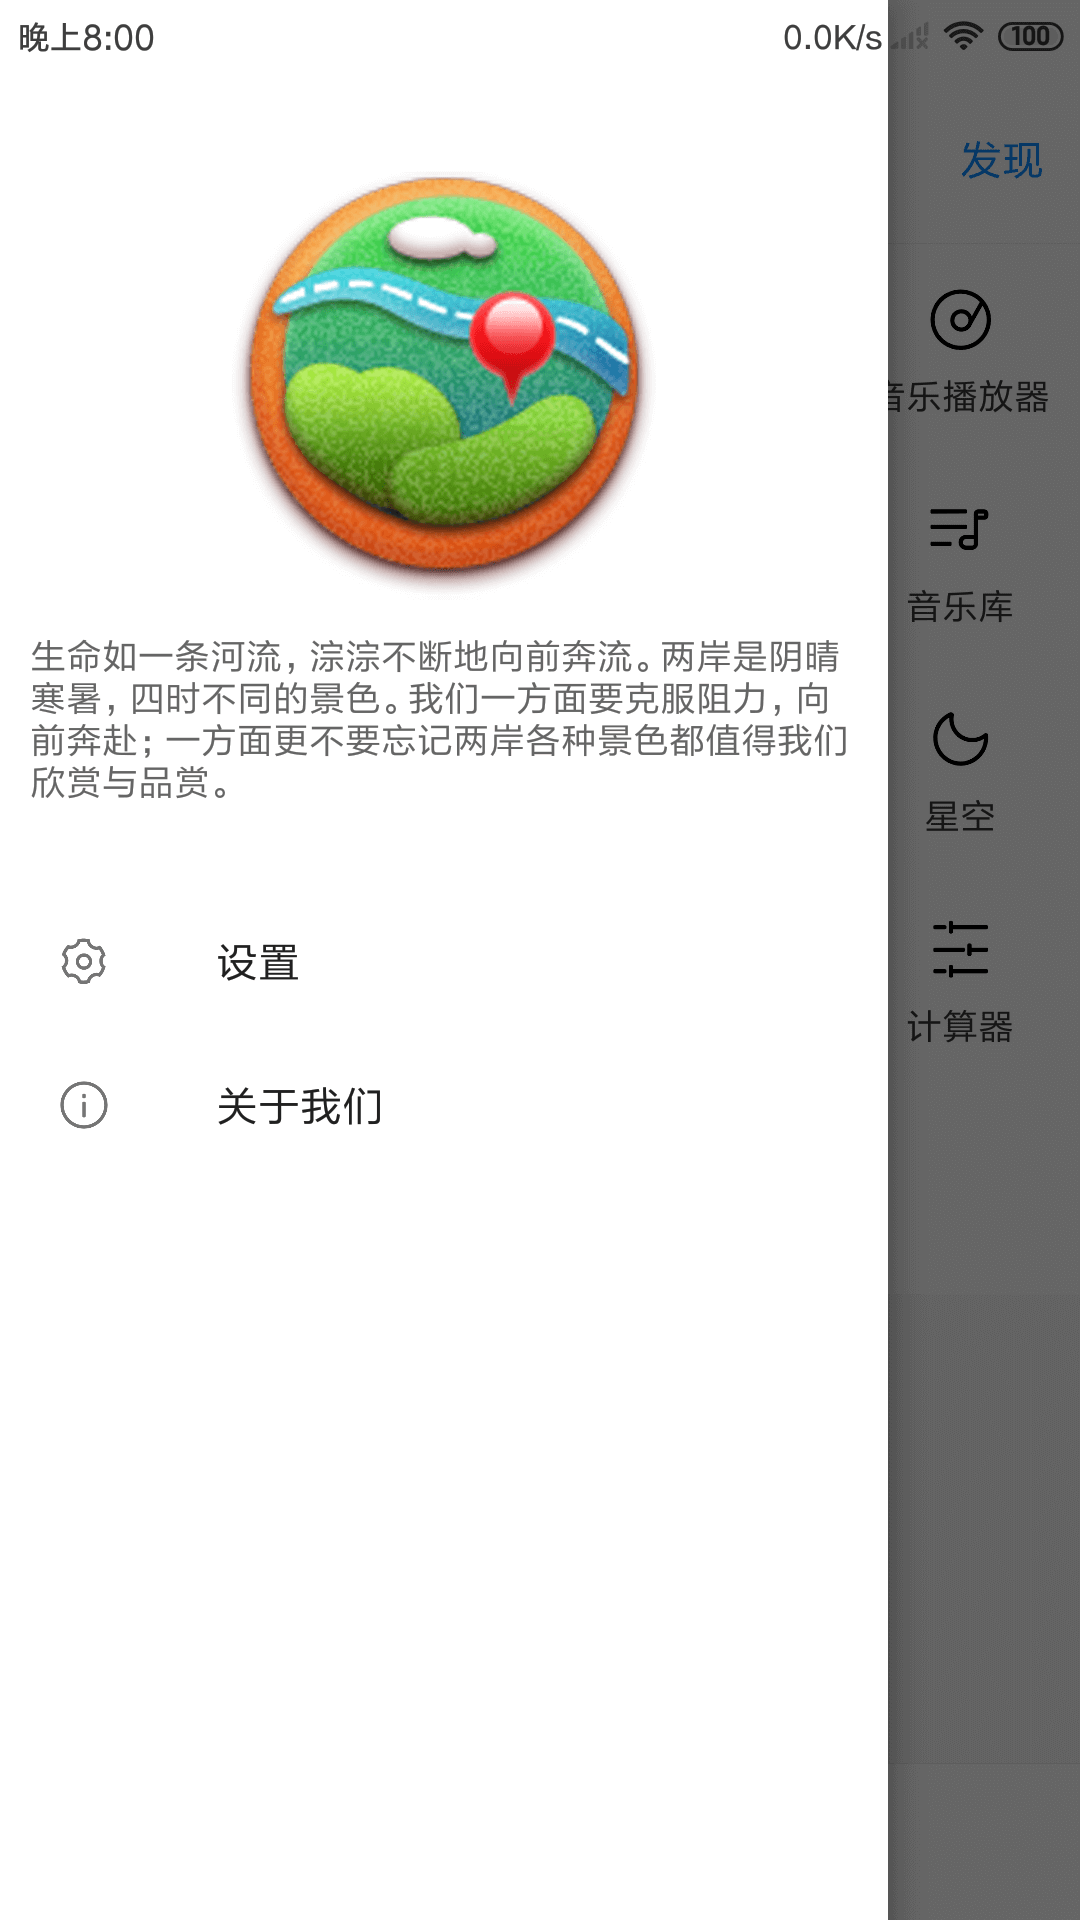 晚上8:00 0.0K/s 100
发现
音乐播放器
音乐库
星空
计算器
生命如一条河流，淙淙不断地向前奔流。两岸是阴晴
寒暑，四时不同的景色。我们一方面要克服阻力，向
前奔赴；一方面更不要忘记两岸各种景色都值得我们
欣赏与品赏。
设置
关于我们